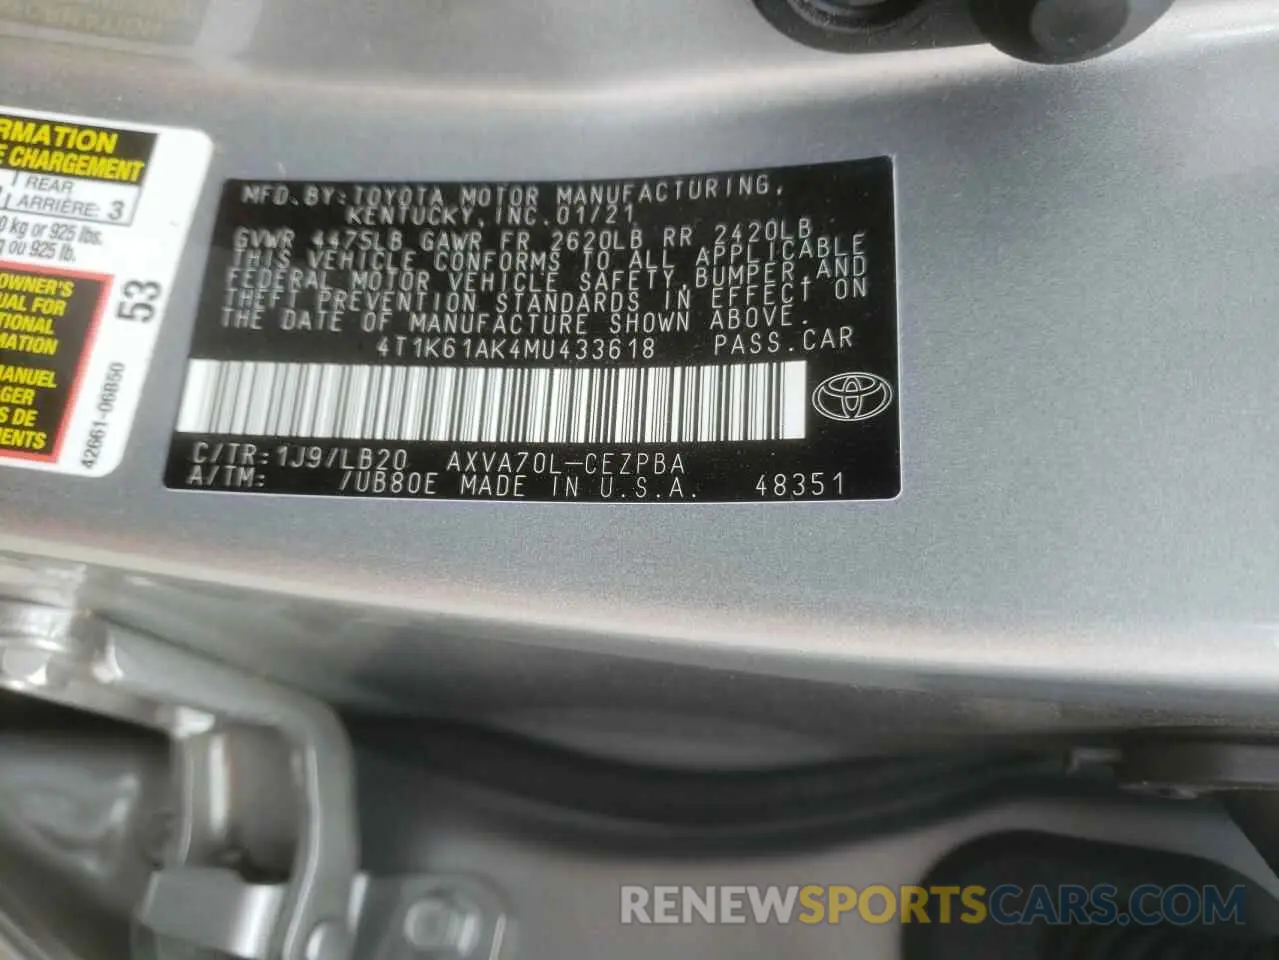 RMATION
E CHARGEMENT
REAR
ARRIÈRE: 3
0 kg or 925 lbs.
g ou 925 lb.
OWNER'S
UAL FOR
TIONAL
MATION
MANUEL
GER
S DE
MENTS
53
42661-06B50
MFD. BY: TOYOTA MOTOR MANUFACTURING,
KENTUCKY, INC. 01/21
GVWR 4475LB GAWR FR 2620LB RR 2420LB
THIS VEHICLE CONFORMS TO ALL APPLICABLE
FEDERAL MOTOR VEHICLE SAFETY, BUMPER, AND
THEFT PREVENTION STANDARDS IN EFFECT ON
THE DATE OF MANUFACTURE SHOWN ABOVE.
4T1K61AK4MU433618 PASS.CAR
C/TR: 1J9/LB20 AXVA70L-CEZPBA
A/TM: /UB80E MADE IN U.S.A. 48351
RENEWSPORTSCARS.COM